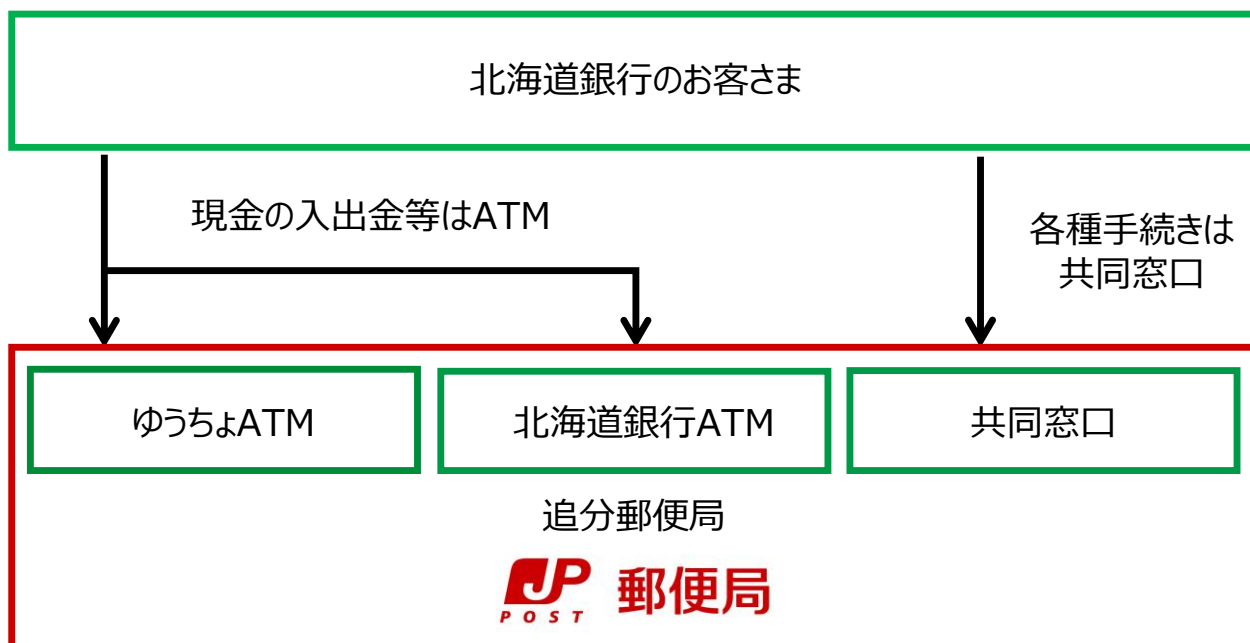 北海道銀行のお客さま
現金の入出金等はATM
各種手続きは
共同窓口
ゆうちょATM
北海道銀行ATM
共同窓口
追分郵便局
JP
POST
郵便局